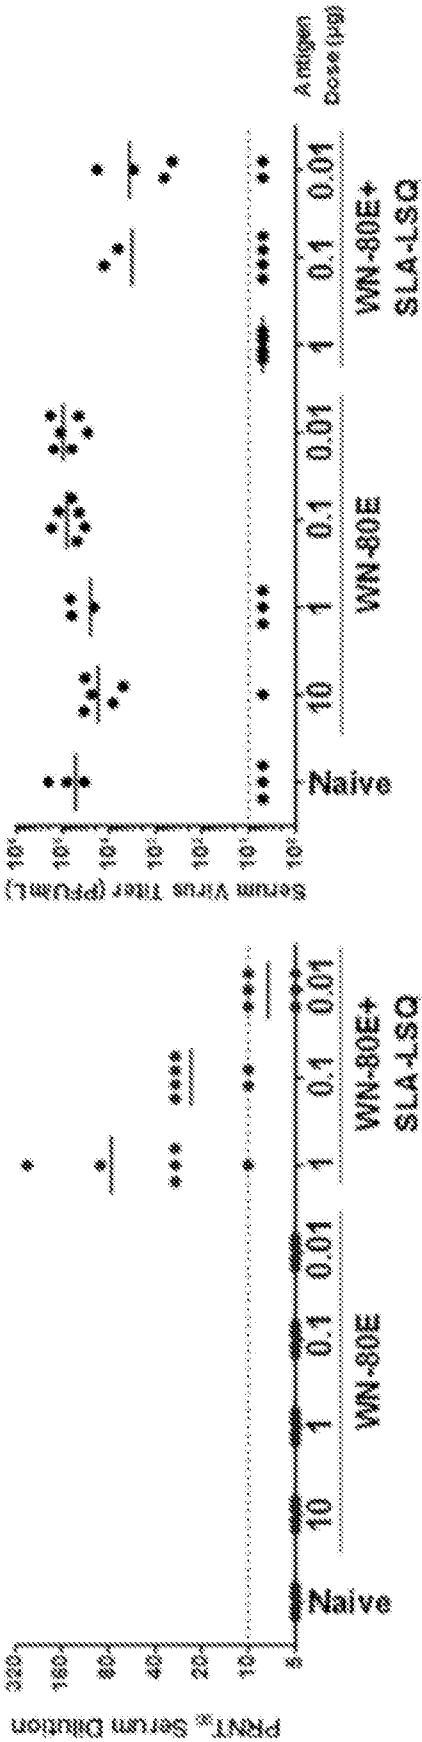 PRNT Serum Dilution
320
160
80
40
20
10
Naive
10
1
0.1
0.01
1
0.1
0.01
WN-80E
WN-80E+
SLA-LSQ
Serum Virus Titer (PFU/mL)
Naive
10
1
0.1
0.01
1
0.1
0.01
Antigen
Dose (µg)
WN-80E
WN-80E+
SLA-LSQ